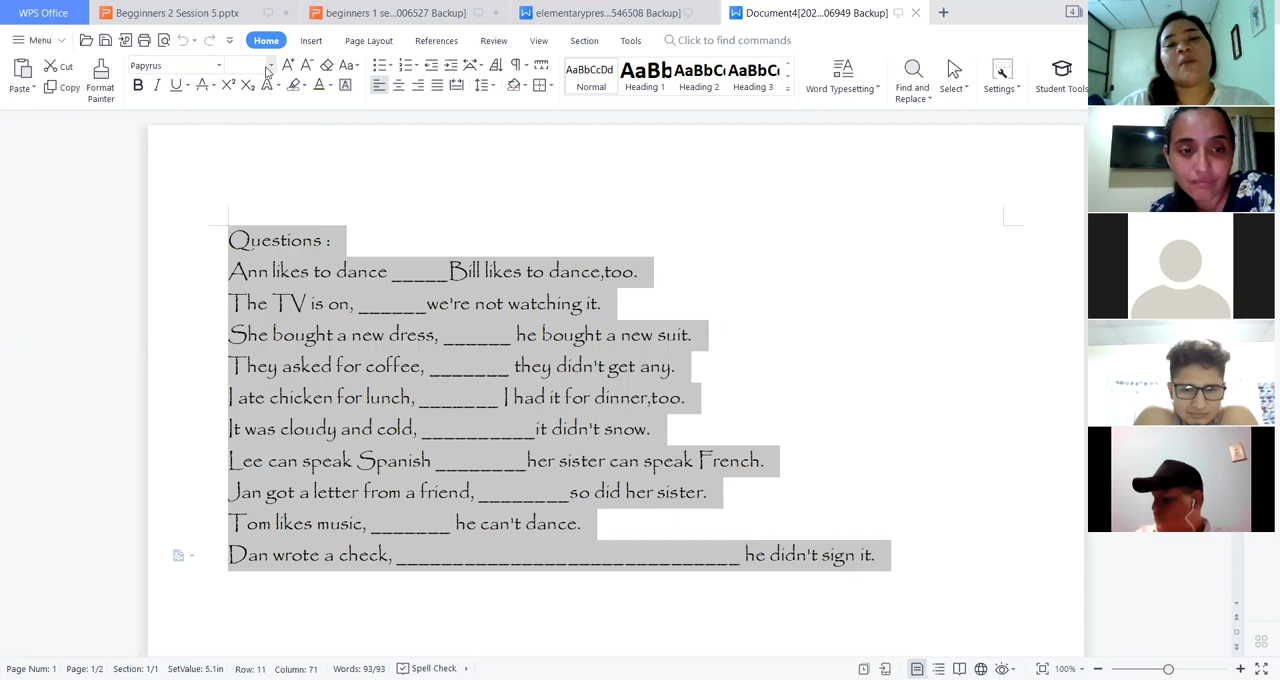 WPS Office
Begginners 2 Session 5.pptx
beginners 1 se...006527 Backup]
elementarypres...546508 Backup]
Document4[202...06949 Backup]
4
Menu
Home
Insert
Page Layout
References
Review
View
Section
Tools
Click to find commands
Paste
Cut
Copy
Format Painter
Papyrus
AaBbCcDd
Normal
AaBb
Heading 1
AaBbCc
Heading 2
AaBbCc
Heading 3
Word Typesetting
Find and Replace
Select
Settings
Student Tools
Questions :
Ann likes to dance _____Bill likes to dance,too.
The TV is on, ______we're not watching it.
She bought a new dress, ______ he bought a new suit.
They asked for coffee, _______ they didn't get any.
I ate chicken for lunch, _______ I had it for dinner,too.
It was cloudy and cold, __________it didn't snow.
Lee can speak Spanish ________her sister can speak French.
Jan got a letter from a friend, ________so did her sister.
Tom likes music, _______ he can't dance.
Dan wrote a check, ______________________________ he didn't sign it.
Page Num: 1
Page: 1/2
Section: 1/1
SetValue: 5.1in
Row: 11
Column: 71
Words: 93/93
Spell Check
100%